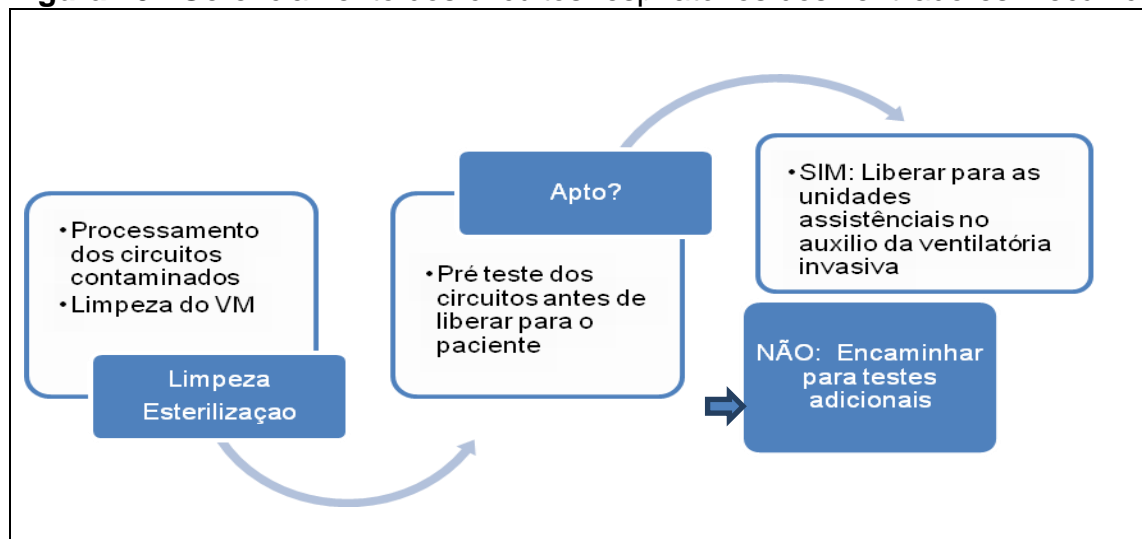 • Processamento
dos circuitos
contaminados
• Limpeza do VM
Limpeza
Esterilizaçao
Apto?
• Pré teste dos
circuitos antes de
liberar para o
paciente
• SIM: Liberar para as
unidades
assistênciais no
auxilio da ventilatória
invasiva
NÃO: Encaminhar
para testes
adicionais